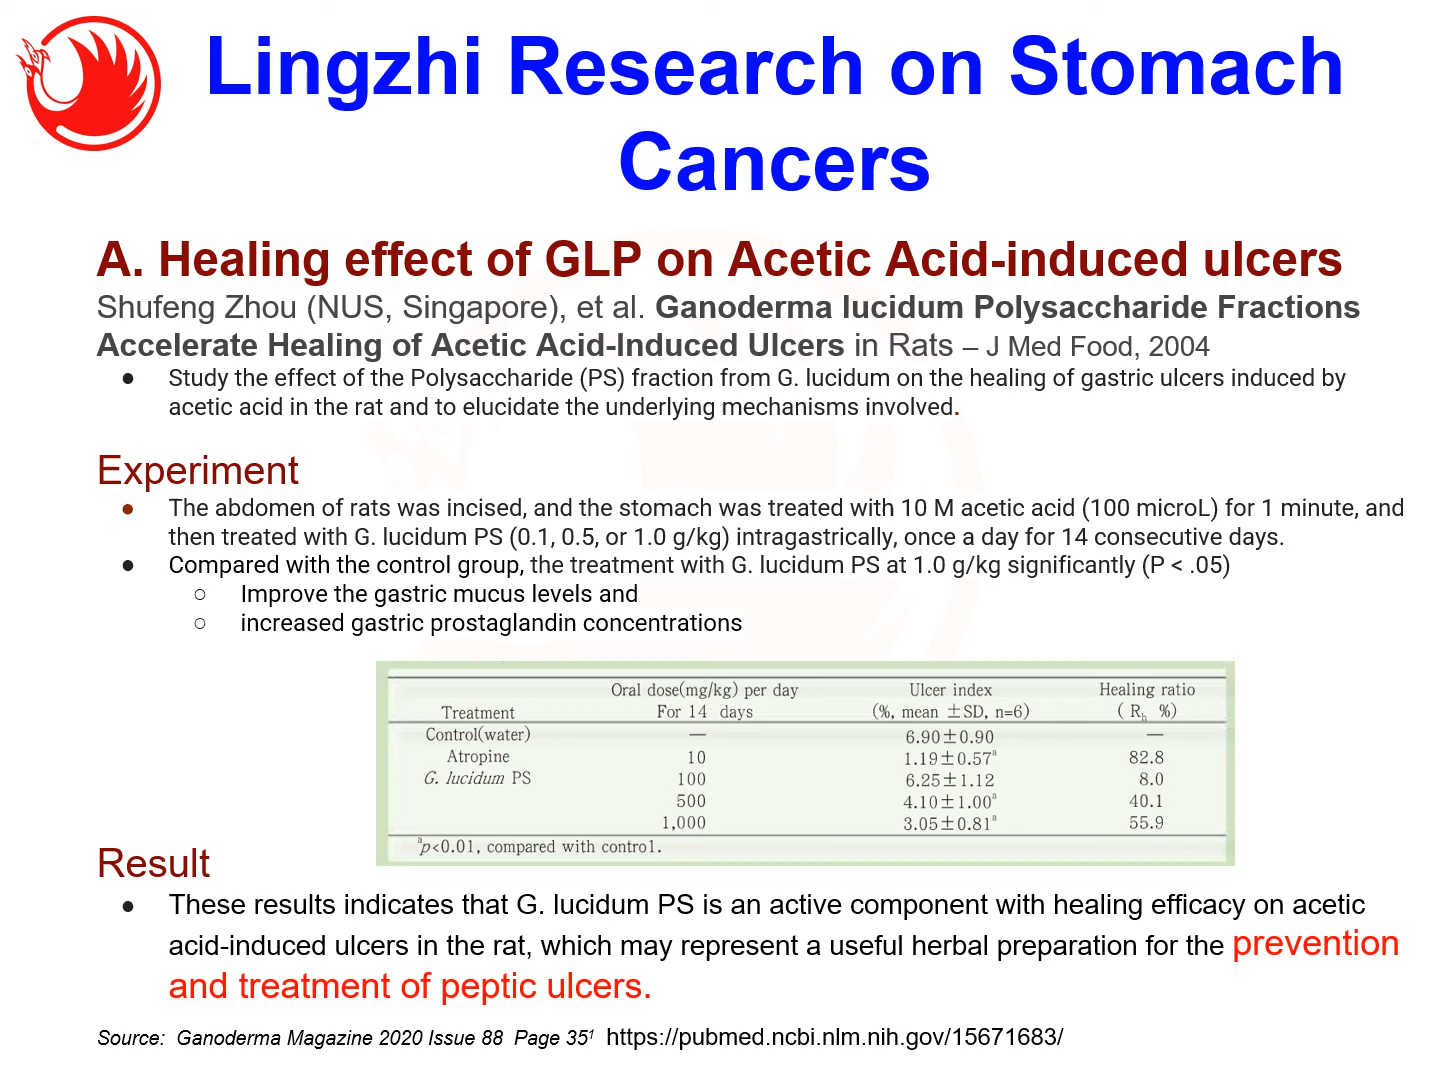 Lingzhi Research on Stomach
Cancers
A. Healing effect of GLP on Acetic Acid-induced ulcers
Shufeng Zhou (NUS, Singapore), et al. Ganoderma lucidum Polysaccharide Fractions
Accelerate Healing of Acetic Acid-Induced Ulcers in Rats – J Med Food, 2004
● Study the effect of the Polysaccharide (PS) fraction from G. lucidum on the healing of gastric ulcers induced by
acetic acid in the rat and to elucidate the underlying mechanisms involved.
Experiment
● The abdomen of rats was incised, and the stomach was treated with 10 M acetic acid (100 microL) for 1 minute, and
then treated with G. lucidum PS (0.1, 0.5, or 1.0 g/kg) intragastrically, once a day for 14 consecutive days.
● Compared with the control group, the treatment with G. lucidum PS at 1.0 g/kg significantly (P < .05)
○ Improve the gastric mucus levels and
○ increased gastric prostaglandin concentrations
Oral dose(mg/kg) per day Ulcer index Healing ratio
Treatment For 14 days (%, mean ±SD, n=6) ( Rh %)
Control(water) — 6.90±0.90 —
Atropine 10 1.19±0.57a 82.8
G. lucidum PS 100 6.25±1.12 8.0
500 4.10±1.00a 40.1
1,000 3.05±0.81a 55.9
ap<0.01, compared with control.
Result
● These results indicates that G. lucidum PS is an active component with healing efficacy on acetic
acid-induced ulcers in the rat, which may represent a useful herbal preparation for the prevention
and treatment of peptic ulcers.
Source: Ganoderma Magazine 2020 Issue 88 Page 35¹ https://pubmed.ncbi.nlm.nih.gov/15671683/